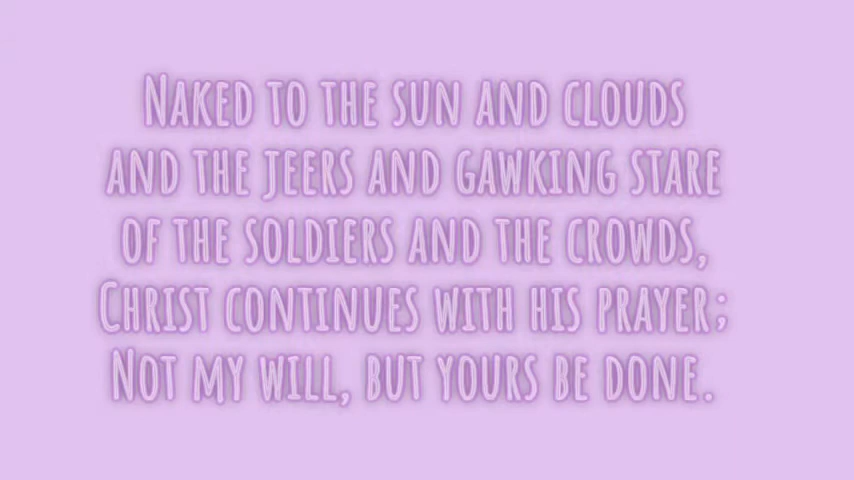 Naked to the sun and clouds
and the jeers and gawking stare
of the soldiers and the crowds,
Christ continues with his prayer;
Not my will, but yours be done.